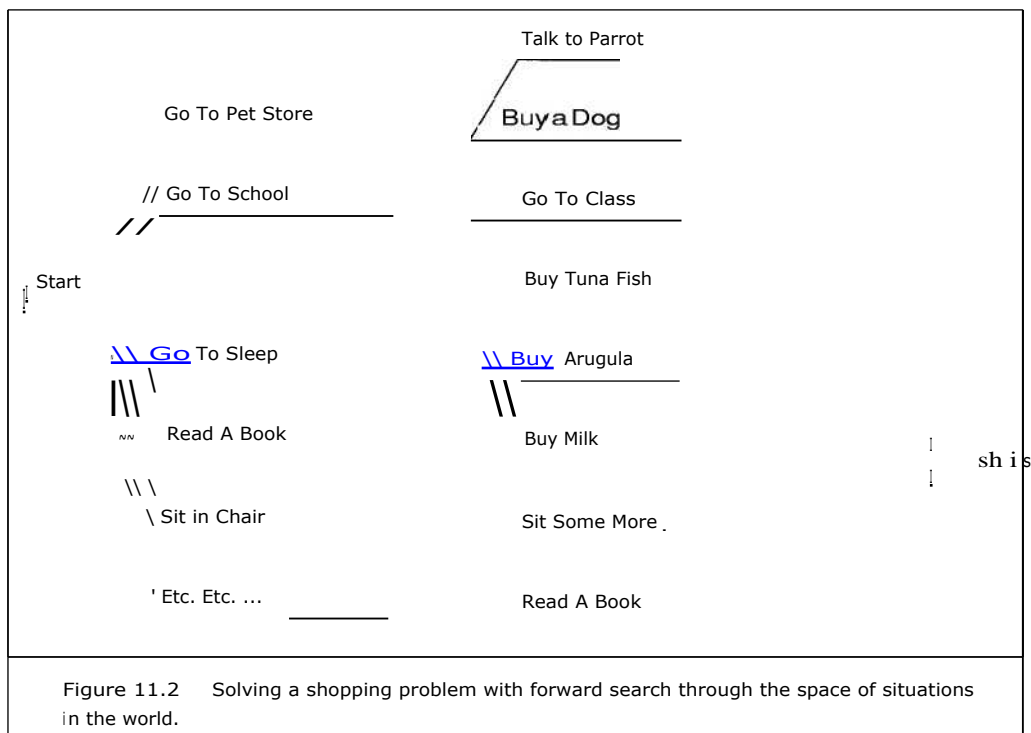 Talk to Parrot
Go To Pet Store
Buy a Dog
// Go To School
Go To Class
Start
Buy Tuna Fish
\\ Go To Sleep
\\ Buy Arugula
Read A Book
Buy Milk
sh i s
\ Sit in Chair
Sit Some More .
' Etc. Etc. ...
Read A Book
Figure 11.2 Solving a shopping problem with forward search through the space of situations
in the world.